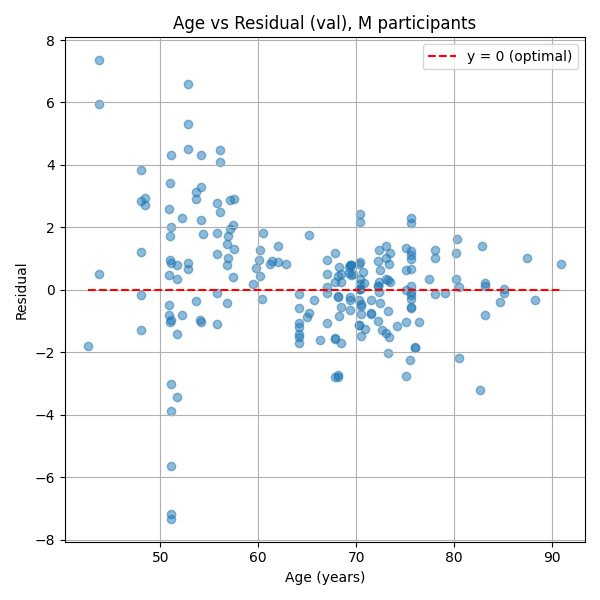 Age vs Residual (val), M participants
y = 0 (optimal)
8
6
4
2
0
−2
−4
−6
−8
Residual
50 60 70 80 90
Age (years)